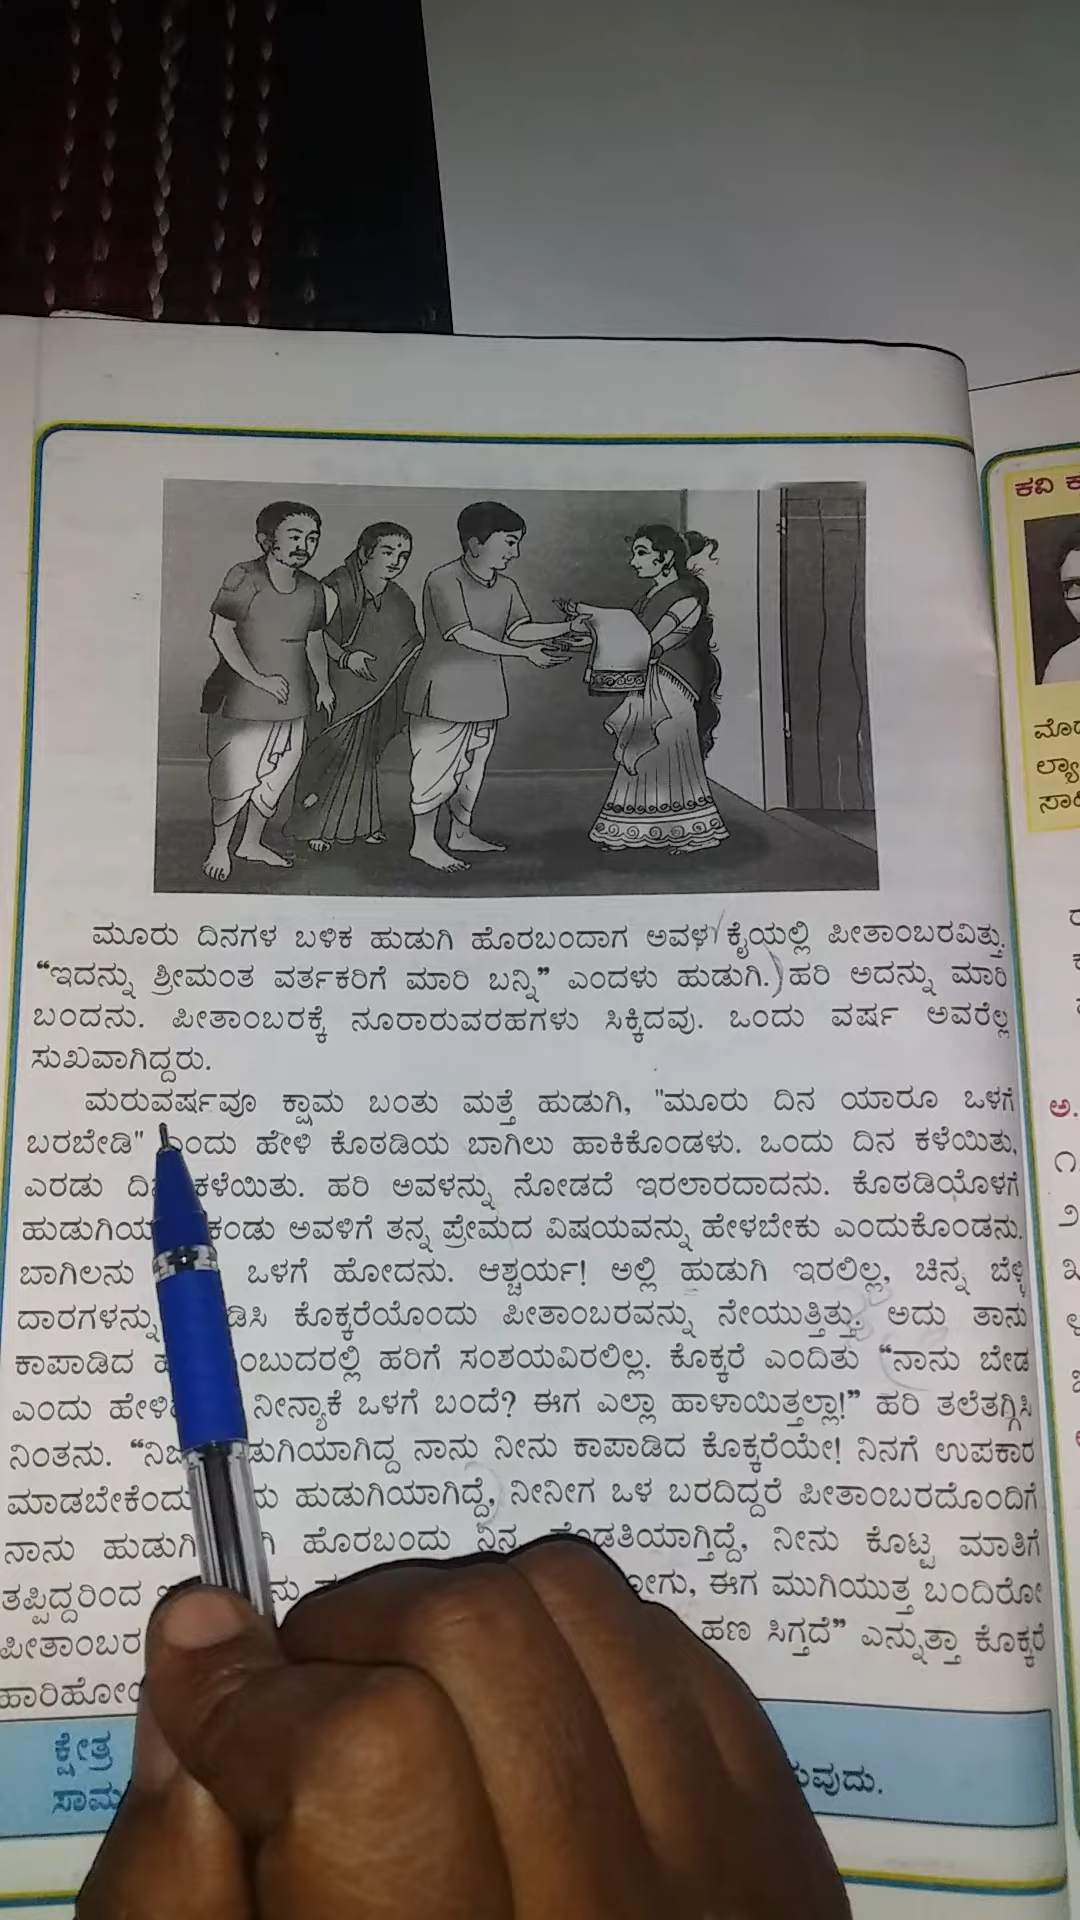 ಮೂರು ದಿನಗಳ ಬಳಿಕ ಹುಡುಗಿ ಹೊರಬಂದಾಗ ಅವಳ ಕೈಯಲ್ಲಿ ಪೀತಾಂಬರವಿತ್ತು.
“ಇದನ್ನು ಶ್ರೀಮಂತ ವರ್ತಕರಿಗೆ ಮಾರಿ ಬನ್ನಿ” ಎಂದಳು ಹುಡುಗಿ. ಹರಿ ಅದನ್ನು ಮಾರಿ
ಬಂದನು. ಪೀತಾಂಬರಕ್ಕೆ ನೂರಾರುವರಹಗಳು ಸಿಕ್ಕಿದವು. ಒಂದು ವರ್ಷ ಅವರೆಲ್ಲ
ಸುಖವಾಗಿದ್ದರು.
ಮರುವರ್ಷವೂ ಕ್ಷಾಮ ಬಂತು ಮತ್ತೆ ಹುಡುಗಿ, "ಮೂರು ದಿನ ಯಾರೂ ಒಳಗೆ
ಬರಬೇಡಿ" ಎಂದು ಹೇಳಿ ಕೊಠಡಿಯ ಬಾಗಿಲು ಹಾಕಿಕೊಂಡಳು. ಒಂದು ದಿನ ಕಳೆಯಿತು,
ಎರಡು ದಿನ ಕಳೆಯಿತು. ಹರಿ ಅವಳನ್ನು ನೋಡದೆ ಇರಲಾರದಾದನು. ಕೊಠಡಿಯೊಳಗೆ
ಕಂಡು ಅವಳಿಗೆ ತನ್ನ ಪ್ರೇಮದ ವಿಷಯವನ್ನು ಹೇಳಬೇಕು ಎಂದುಕೊಂಡನು.
ಬಾಗಿಲನು ಒಳಗೆ ಹೋದನು. ಆಶ್ಚರ್ಯ! ಅಲ್ಲಿ ಹುಡುಗಿ ಇರಲಿಲ್ಲ, ಚಿನ್ನ ಬೆಳ್ಳಿ
ದಾರಗಳನ್ನು ಕೊಕ್ಕರೆಯೊಂದು ಪೀತಾಂಬರವನ್ನು ನೇಯುತ್ತಿತ್ತು. ಅದು ತಾನು
ಕಾಪಾಡಿದ ಹರಿಗೆ ಸಂಶಯವಿರಲಿಲ್ಲ. ಕೊಕ್ಕರೆ ಎಂದಿತು “ನಾನು ಬೇಡ
ಎಂದು ನೀನ್ಯಾಕೆ ಒಳಗೆ ಬಂದೆ? ಈಗ ಎಲ್ಲಾ ಹಾಳಾಯಿತ್ತಲ್ಲಾ!” ಹರಿ ತಲೆತಗ್ಗಿಸಿ
ನಿಂತನು. ನಾನು ನೀನು ಕಾಪಾಡಿದ ಕೊಕ್ಕರೆಯೇ! ನಿನಗೆ ಉಪಕಾರ
ಮಾಡಬೇಕೆಂದು ಹುಡುಗಿಯಾಗಿದ್ದೆ, ನೀನೀಗ ಒಳ ಬರದಿದ್ದರೆ ಪೀತಾಂಬರದೊಂದಿಗೆ
ನಾನು ಹುಡುಗಿ ಹೊರಬಂದು ನೀನು ಕೊಟ್ಟ ಮಾತಿಗೆ
ತಪ್ಪಿದ್ದರಿಂದ ಈಗ ಮುಗಿಯುತ್ತ ಬಂದಿರೋ
ಪೀತಾಂಬರ ಹಣ ಸಿಗ್ತದೆ” ಎನ್ನುತ್ತಾ ಕೊಕ್ಕರೆ
ಕ್ಷೇತ್ರ
ಕವಿ
ಅ.
೧
೨